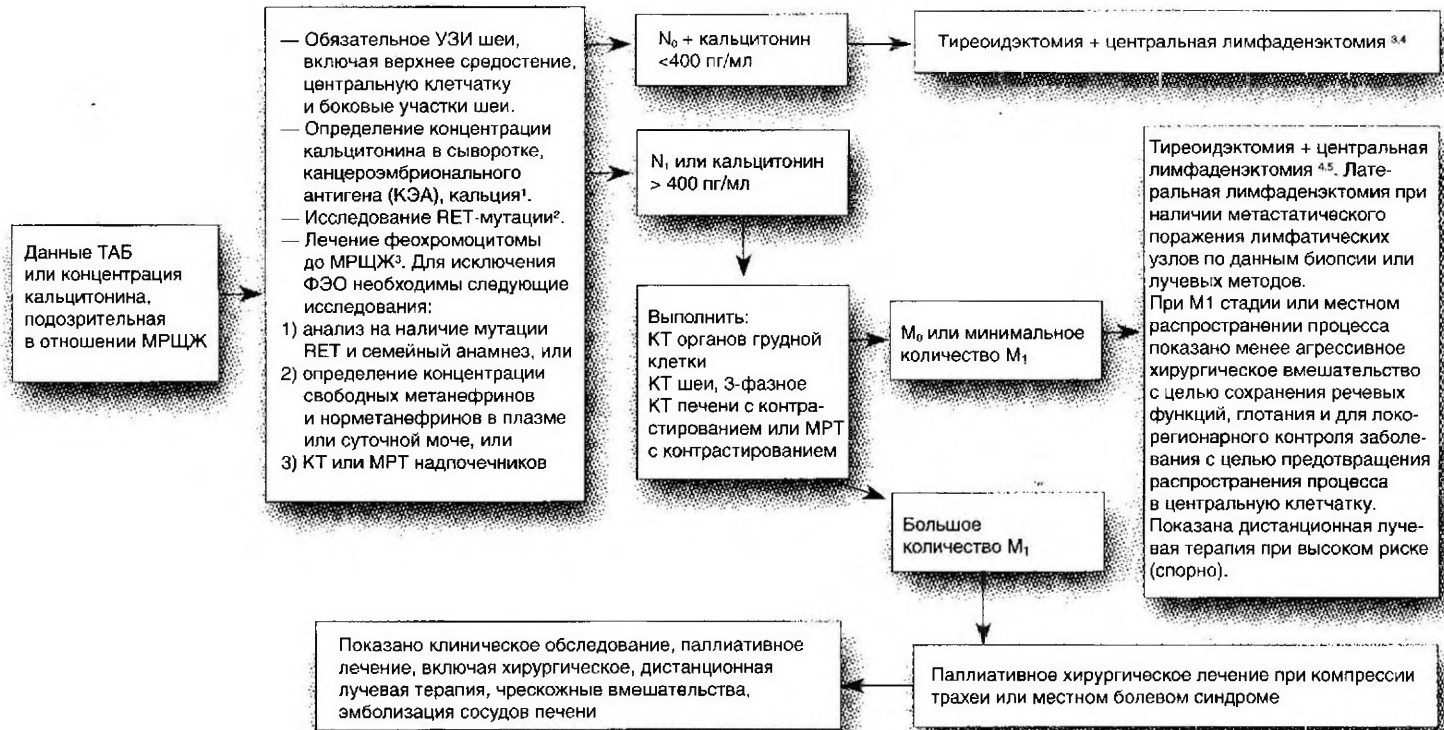 Данные ТАБ
или концентрация
кальцитонина,
подозрительная
в отношении МРЩЖ
— Обязательное УЗИ шеи,
включая верхнее средостение,
центральную клетчатку
и боковые участки шеи.
— Определение концентрации
кальцитонина в сыворотке,
канцероэмбрионального
антигена (КЭА), кальция¹.
— Исследование RET-мутации².
— Лечение феохромоцитомы
до МРЩЖ³. Для исключения
ФЭО необходимы следующие
исследования:
1) анализ на наличие мутации
RET и семейный анамнез, или
2) определение концентрации
свободных метанефринов
и норметанефринов в плазме
или суточной моче, или
3) КТ или МРТ надпочечников
N₀ + кальцитонин
<400 пг/мл
Тиреоидэктомия + центральная лимфаденэктомия ³,⁴
N₁ или кальцитонин
> 400 пг/мл
Выполнить:
КТ органов грудной
клетки
КТ шеи, 3-фазное
КТ печени с контра-
стированием или МРТ
с контрастированием
M₀ или минимальное
количество M₁
Тиреоидэктомия + центральная
лимфаденэктомия ⁴,⁵. Лате-
ральная лимфаденэктомия при
наличии метастатического
поражения лимфатических
узлов по данным биопсии или
лучевых методов.
При М1 стадии или местном
распространении процесса
показано менее агрессивное
хирургическое вмешательство
с целью сохранения речевых
функций, глотания и для локо-
регионарного контроля заболе-
вания с целью предотвращения
распространения процесса
в центральную клетчатку.
Показана дистанционная луче-
вая терапия при высоком риске
(спорно).
Большое
количество M₁
Паллиативное хирургическое лечение при компрессии
трахеи или местном болевом синдроме
Показано клиническое обследование, паллиативное
лечение, включая хирургическое, дистанционная
лучевая терапия, чрескожные вмешательства,
эмболизация сосудов печени